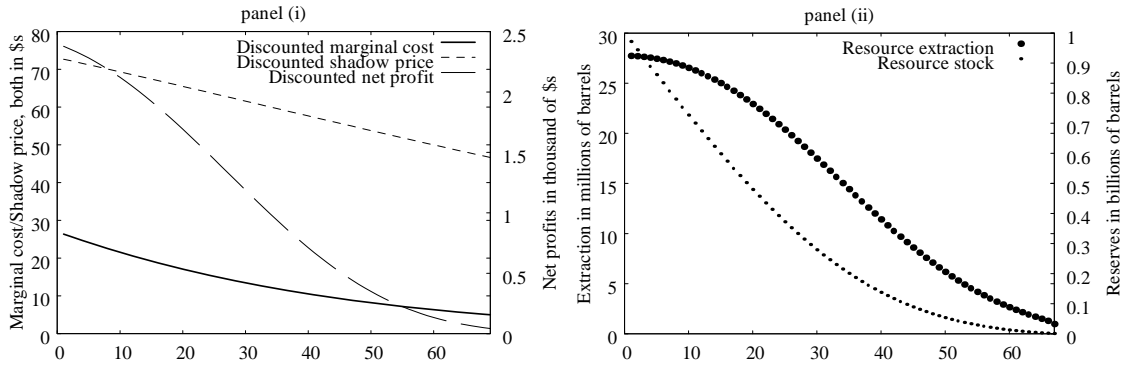 panel (i)
Marginal cost/Shadow price, both in $s
80
70
60
50
40
30
20
10
0
Discounted marginal cost
Discounted shadow price
Discounted net profit
2.5
2
1.5
1
0.5
0
Net profits in thousand of $s
0 10 20 30 40 50 60
panel (ii)
Extraction in millions of barrels
30
25
20
15
10
5
0
Resource extraction
Resource stock
1
0.9
0.8
0.7
0.6
0.5
0.4
0.3
0.2
0.1
0
Reserves in billions of barrels
0 10 20 30 40 50 60